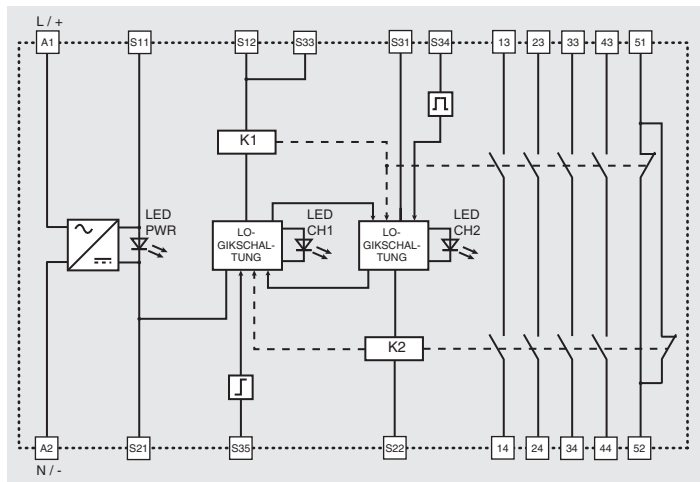 L / +
A1
S11
S12
S33
S31
S34
13
23
33
43
51
K1
LED
PWR
LO-
GIKSCHAL-
TUNG
LED
CH1
LO-
GIKSCHAL-
TUNG
LED
CH2
K2
A2
S21
S35
S22
14
24
34
44
52
N / -